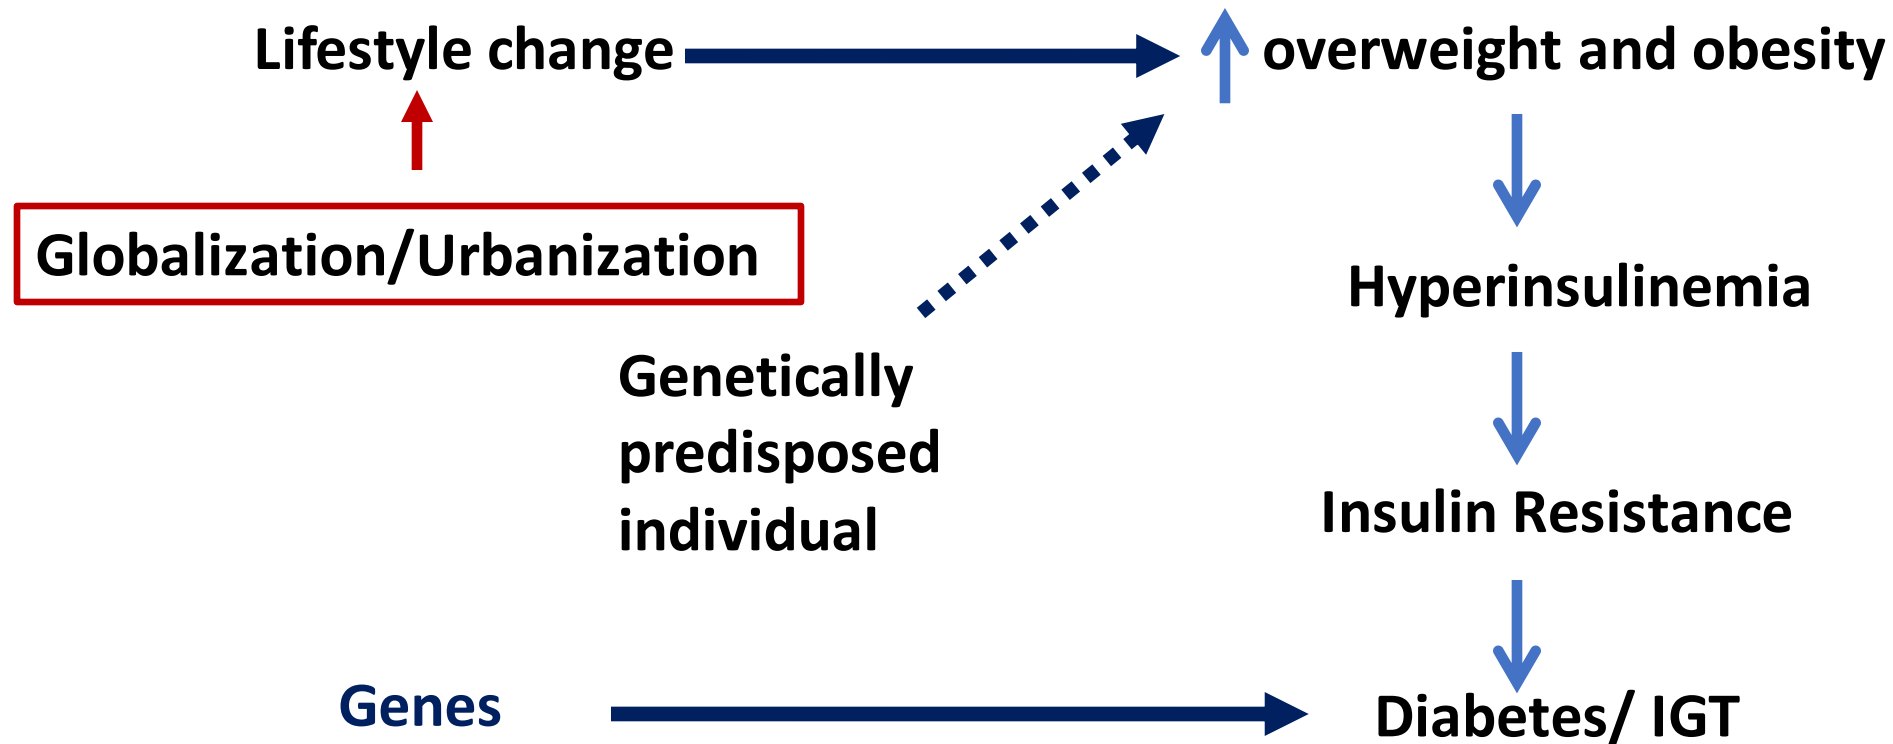 Lifestyle change
overweight and obesity
Globalization/Urbanization
Hyperinsulinemia
Genetically
predisposed
individual
Insulin Resistance
Genes
Diabetes/ IGT